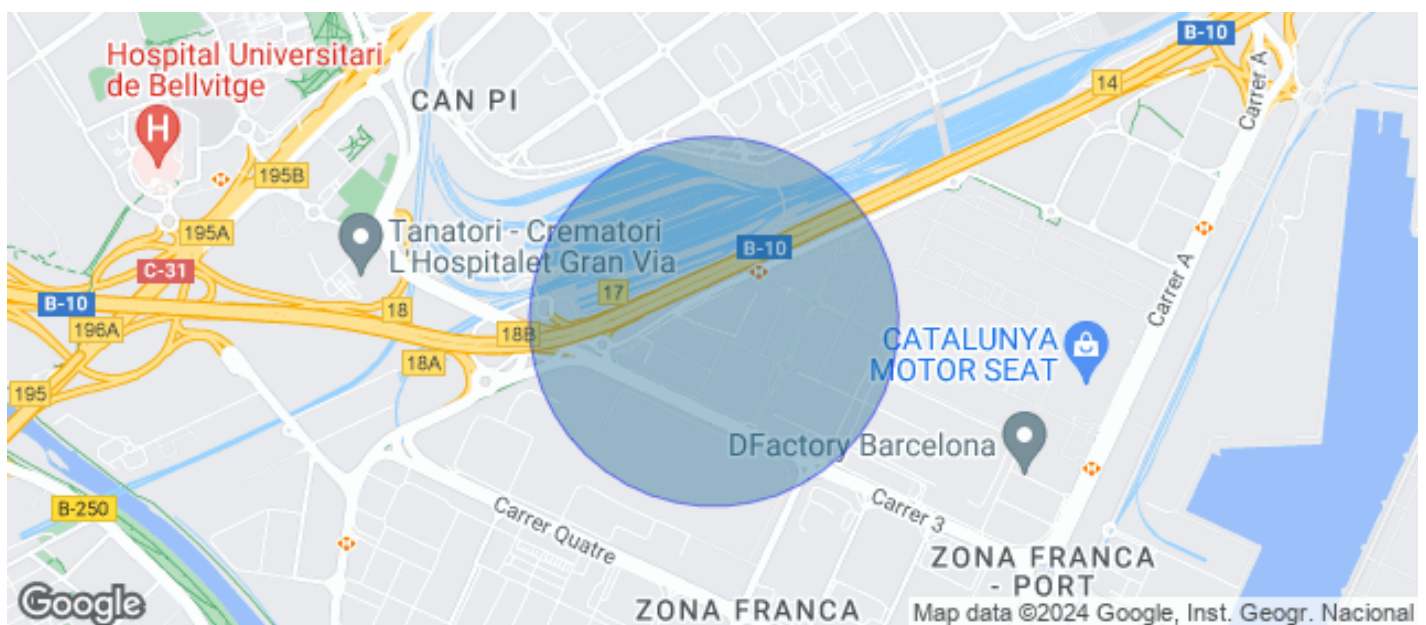 B-10
14
Carrer A
Hospital Universitari
de Bellvitge
H
CAN PI
195B
195A
Tanatori - Crematori
L'Hospitalet Gran Via
B-10
Carrer A
C-31
B-10
18
17
196A
18B
18A
CATALUNYA
MOTOR SEAT
195
DFactory Barcelona
B-250
Carrer Quatre
Carrer 3
ZONA FRANCA
- PORT
ZONA FRANCA
Google
Map data ©2024 Google, Inst. Geogr. Nacional